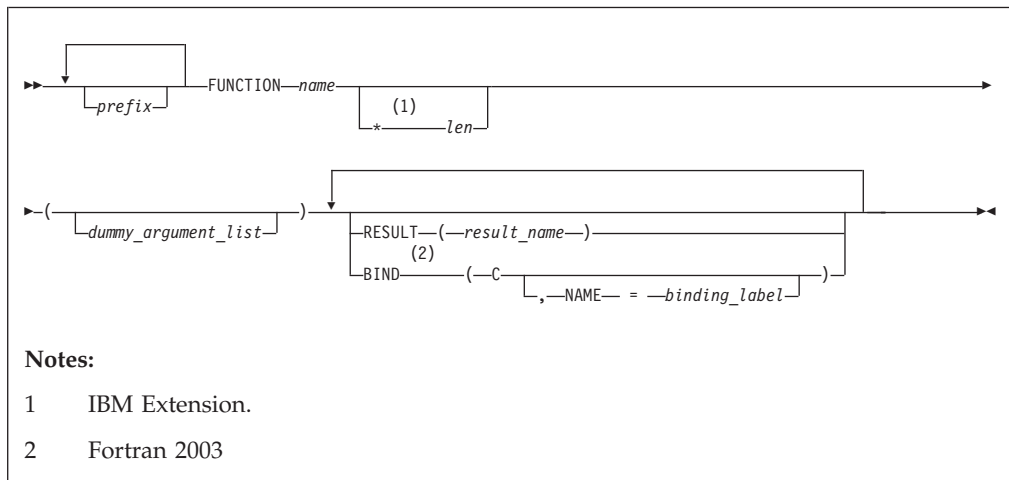 FUNCTION name
prefix
(1)
* len
( dummy_argument_list )
RESULT ( result_name )
(2)
BIND ( C , NAME = binding_label )
Notes:
1 IBM Extension.
2 Fortran 2003